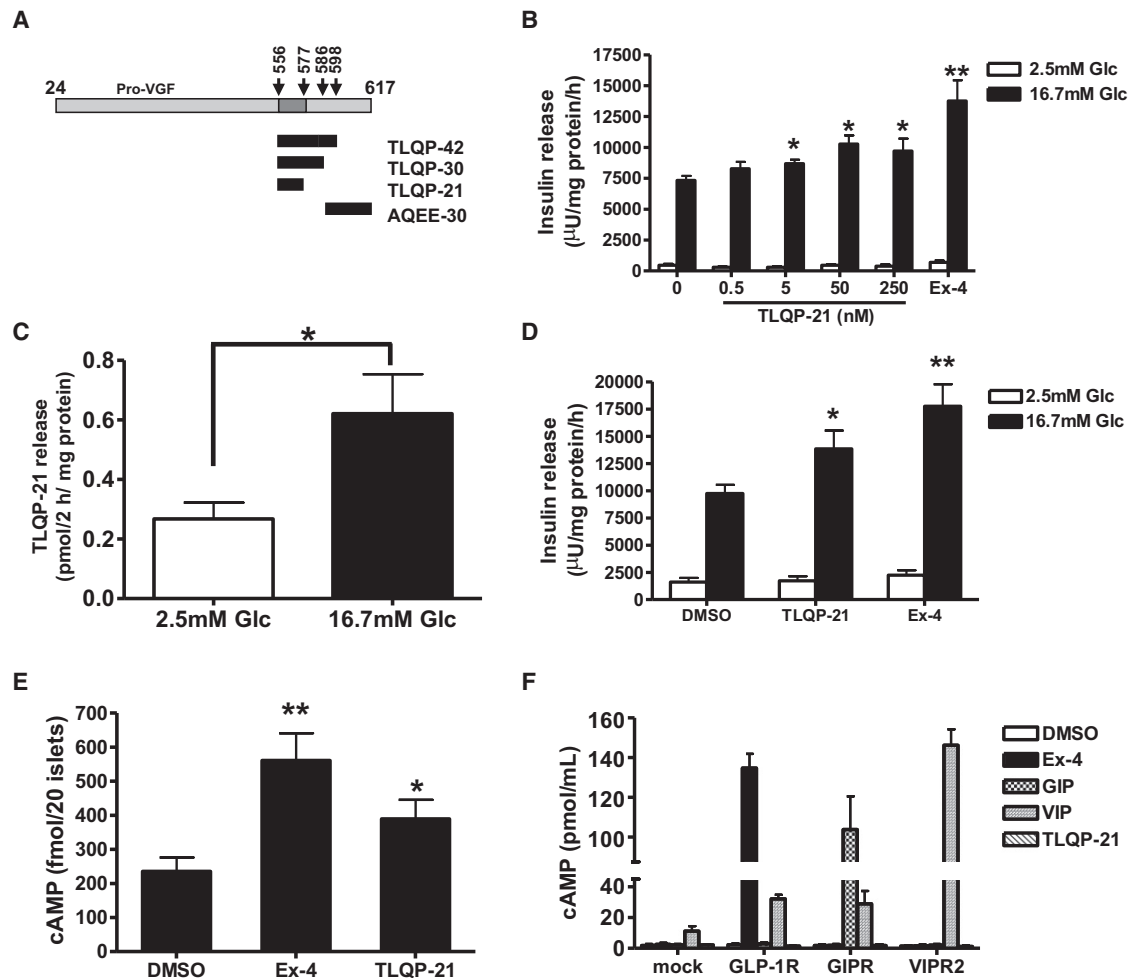 A
556
577
586
598
24
Pro-VGF
617
TLQP-42
TLQP-30
TLQP-21
AQEE-30
B
Insulin release
(μU/mg protein/h)
17500
15000
12500
10000
7500
5000
2500
0
* * * **
0 0.5 5 50 250 Ex-4
TLQP-21 (nM)
2.5mM Glc
16.7mM Glc
C
TLQP-21 release
(pmol/2 h/ mg protein)
0.8
0.6
0.4
0.2
0.0
*
2.5mM Glc 16.7mM Glc
D
Insulin release
(μU/mg protein/h)
20000
17500
15000
12500
10000
7500
5000
2500
0
* **
DMSO TLQP-21 Ex-4
2.5mM Glc
16.7mM Glc
E
cAMP (fmol/20 islets)
700
600
500
400
300
200
100
0
** *
DMSO Ex-4 TLQP-21
F
cAMP (pmol/mL)
160
140
120
100
40
20
0
mock GLP-1R GIPR VIPR2
DMSO
Ex-4
GIP
VIP
TLQP-21